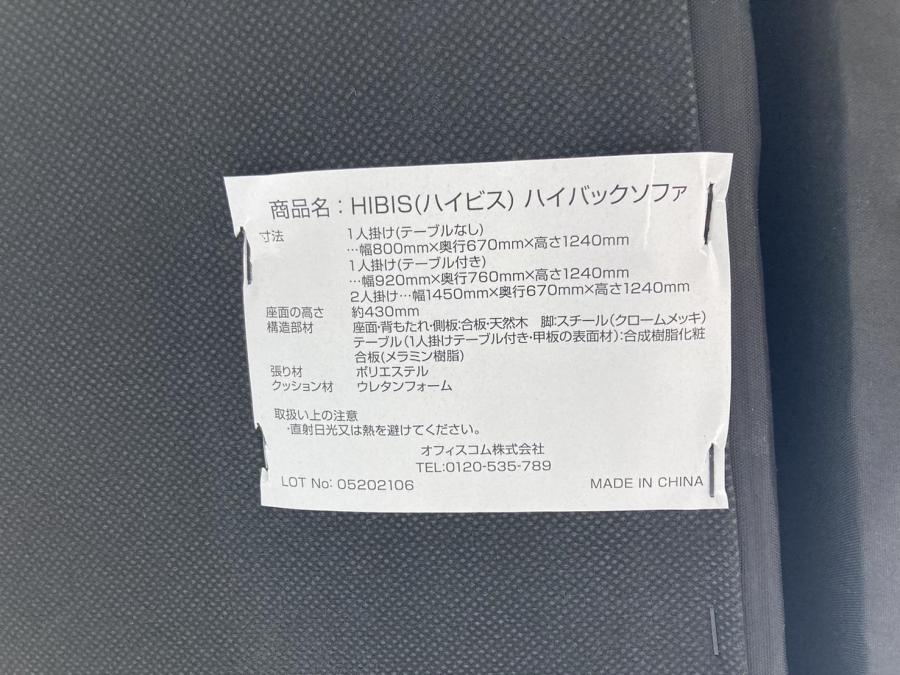 商品名：HIBIS(ハイビス) ハイバックソファ
寸法 1人掛け(テーブルなし)
…幅800mm×奥行670mm×高さ1240mm
1人掛け(テーブル付き)
…幅920mm×奥行760mm×高さ1240mm
2人掛け…幅1450mm×奥行670mm×高さ1240mm
座面の高さ 約430mm
構造部材 座面・背もたれ・側板:合板・天然木 脚:スチール(クロームメッキ)
テーブル(1人掛けテーブル付き・甲板の表面材):合成樹脂化粧
合板(メラミン樹脂)
張り材 ポリエステル
クッション材 ウレタンフォーム
取扱い上の注意
・直射日光又は熱を避けてください。
オフィスコム株式会社
TEL:0120-535-789
LOT No: 05202106 MADE IN CHINA